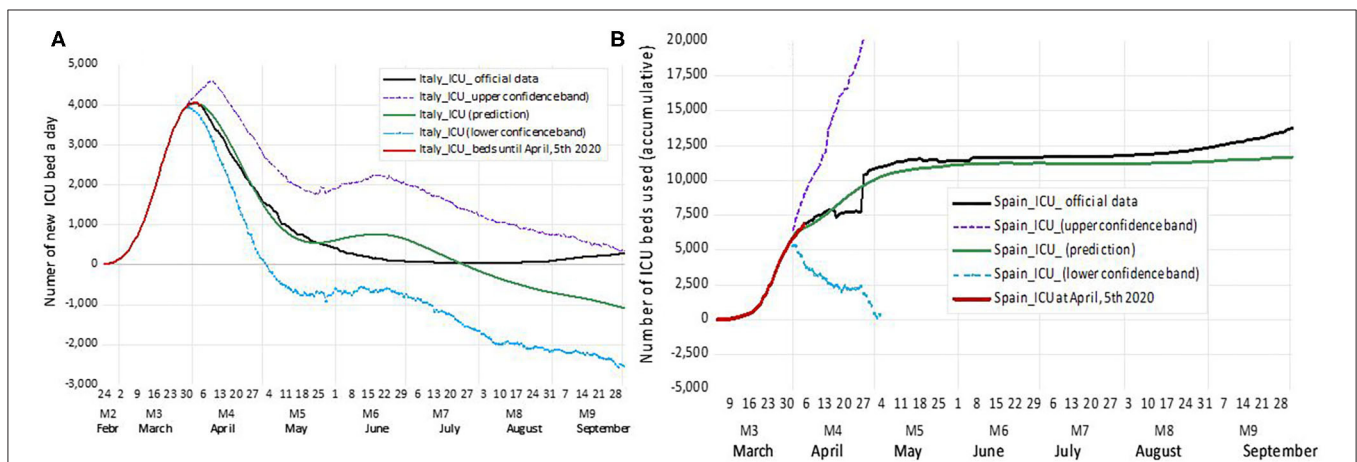 A
Numer of new ICU bed a day
5,000
4,000
3,000
2,000
1,000
0
-1,000
-2,000
-3,000
Italy_ICU_ official data
Italy_ICU_ upper confidence band)
Italy_ICU (prediction)
Italy_ICU (lower conficence band)
Italy_ICU_ beds until April, 5th 2020
24 2 9 16 23 30 6 13 20 27 4 11 18 25 1 8 15 22 29 6 13 20 27 3 10 17 24 31 7 14 21 28
M2 M3 M4 M5 M6 M7 M8 M9
Febr March April May June July August September
B
Number of ICU beds used (accumulative)
20,000
17,500
15,000
12,500
10,000
7,500
5,000
2,500
0
-2,500
-5,000
Spain_ICU_ official data
Spain_ICU_(upper confidence band)
Spain_ICU_ (prediction)
Spain_ICU_ (lower confidence band)
Spain_ICU at April, 5th 2020
9 16 23 30 6 13 20 27 4 11 18 25 1 8 15 22 29 6 13 20 27 3 10 17 24 31 7 14 21 28
M3 M4 M5 M6 M7 M8 M9
March April May June July August September